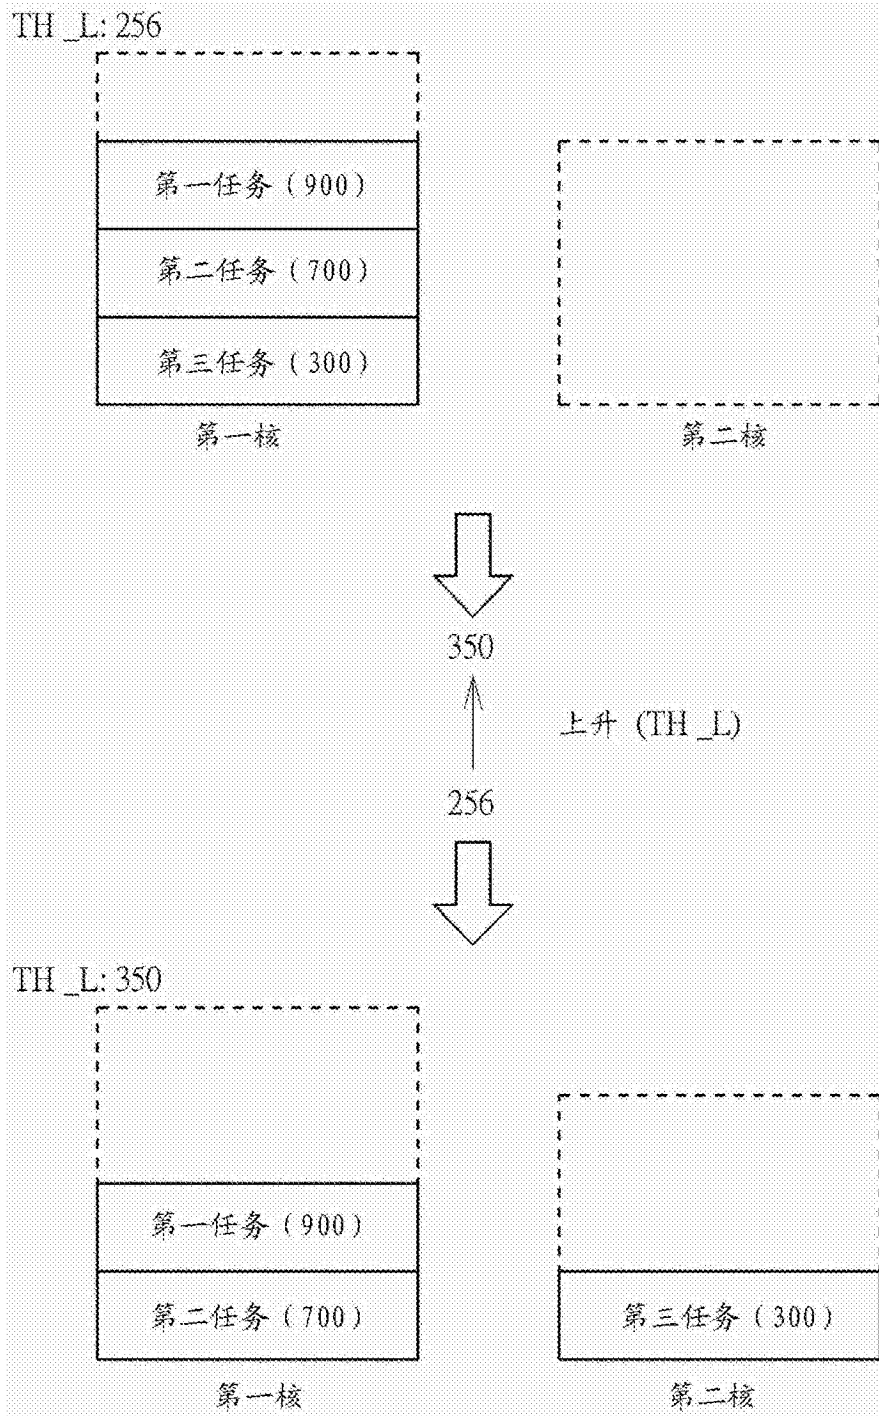 TH _L: 256
第一任务 (900)
第二任务 (700)
第三任务 (300)
第一核
第二核
350
上升 (TH _L)
256
TH _L: 350
第一任务 (900)
第二任务 (700)
第三任务 (300)
第一核
第二核